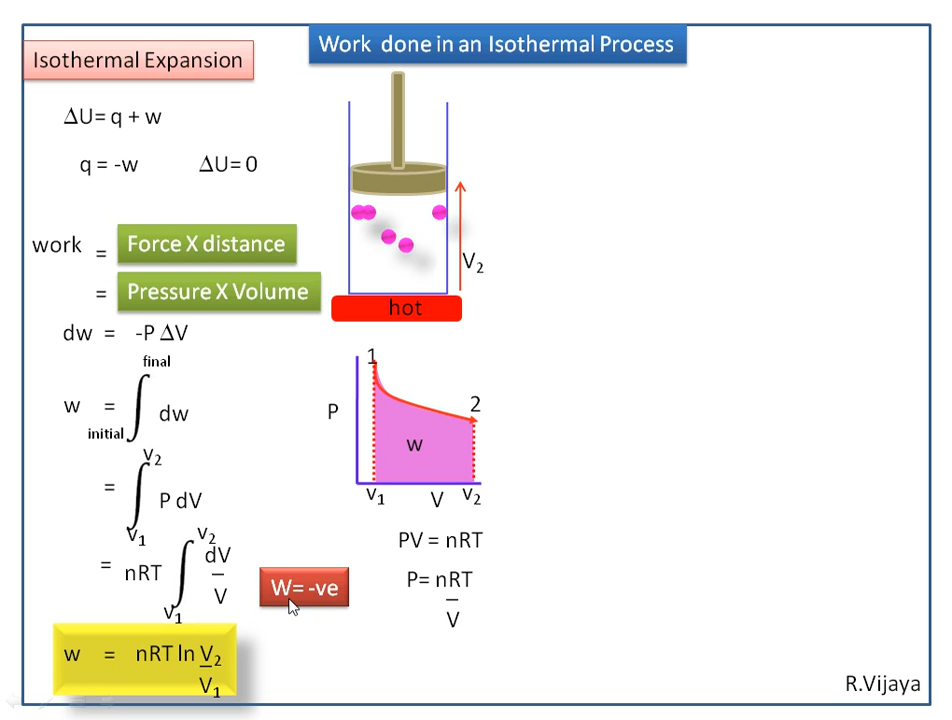 Work done in an Isothermal Process
Isothermal Expansion
ΔU= q + w
q = -w ΔU= 0
work = Force X distance
= Pressure X Volume
V2
hot
dw = -P ΔV
final
w = ∫ dw
initial
V2
= ∫ P dV
V1
V2
= nRT ∫ dV
V
V1
W= -ve
w = nRT ln V2
V1
1
P
2
w
V1 V V2
PV = nRT
P= nRT
V
R.Vijaya